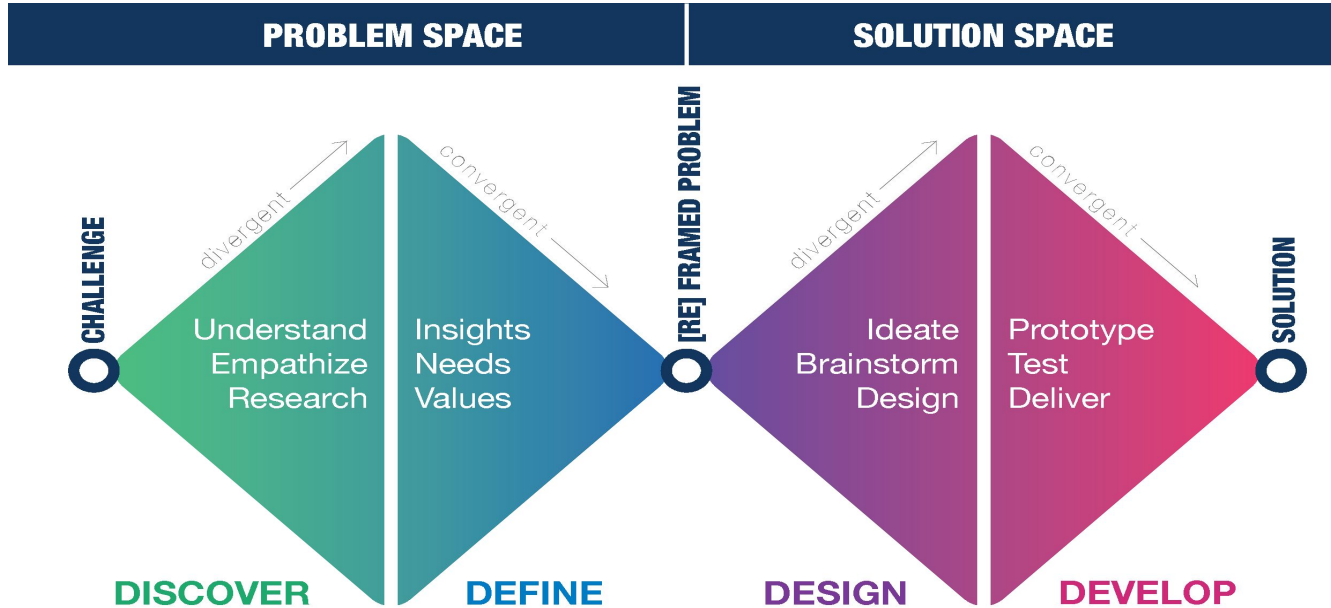 PROBLEM SPACE
SOLUTION SPACE
CHALLENGE
divergent
convergent
Understand
Empathize
Research
Insights
Needs
Values
[RE] FRAMED PROBLEM
divergent
convergent
Ideate
Brainstorm
Design
Prototype
Test
Deliver
SOLUTION
DISCOVER
DEFINE
DESIGN
DEVELOP